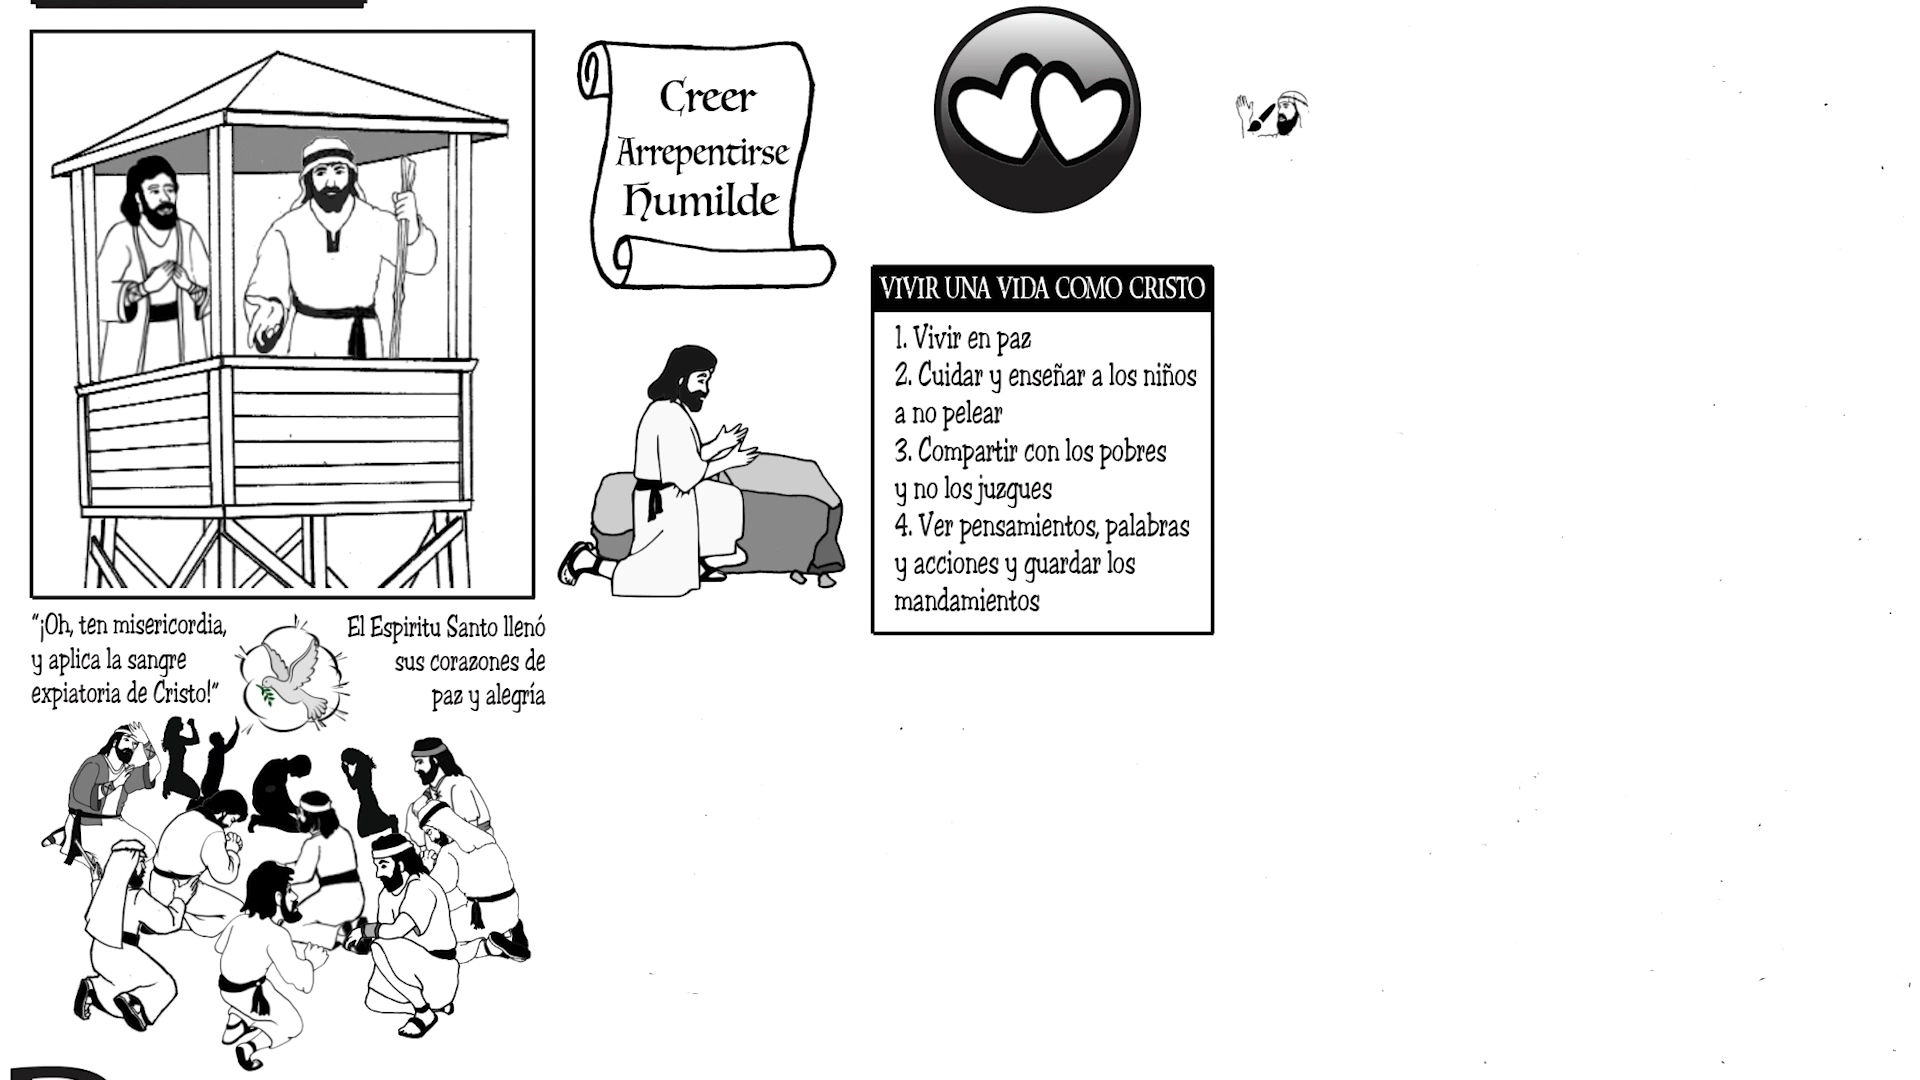 Creer
Arrepentirse
Humilde
VIVIR UNA VIDA COMO CRISTO
1. Vivir en paz
2. Cuidar y enseñar a los niños
a no pelear
3. Compartir con los pobres
y no los juzgues
4. Ver pensamientos, palabras
y acciones y guardar los
mandamientos
"¡Oh, ten misericordia,
y aplica la sangre
expiatoria de Cristo!"
El Espiritu Santo llenó
sus corazones de
paz y alegría